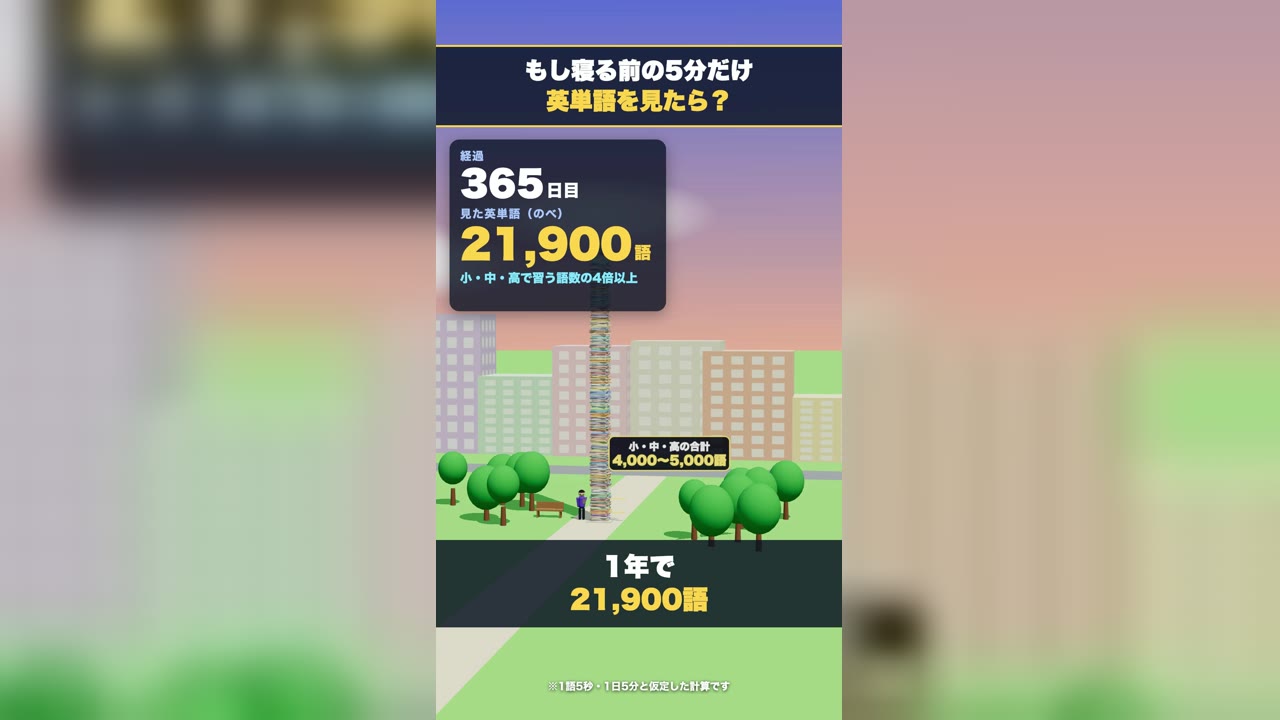 もし寝る前の5分だけ
英単語を見たら？
経過
365日目
見た英単語（のべ）
21,900語
小・中・高で習う語数の4倍以上
小・中・高の合計
4,000〜5,000語
1年で
21,900語
※1語5秒・1日5分と仮定した計算です